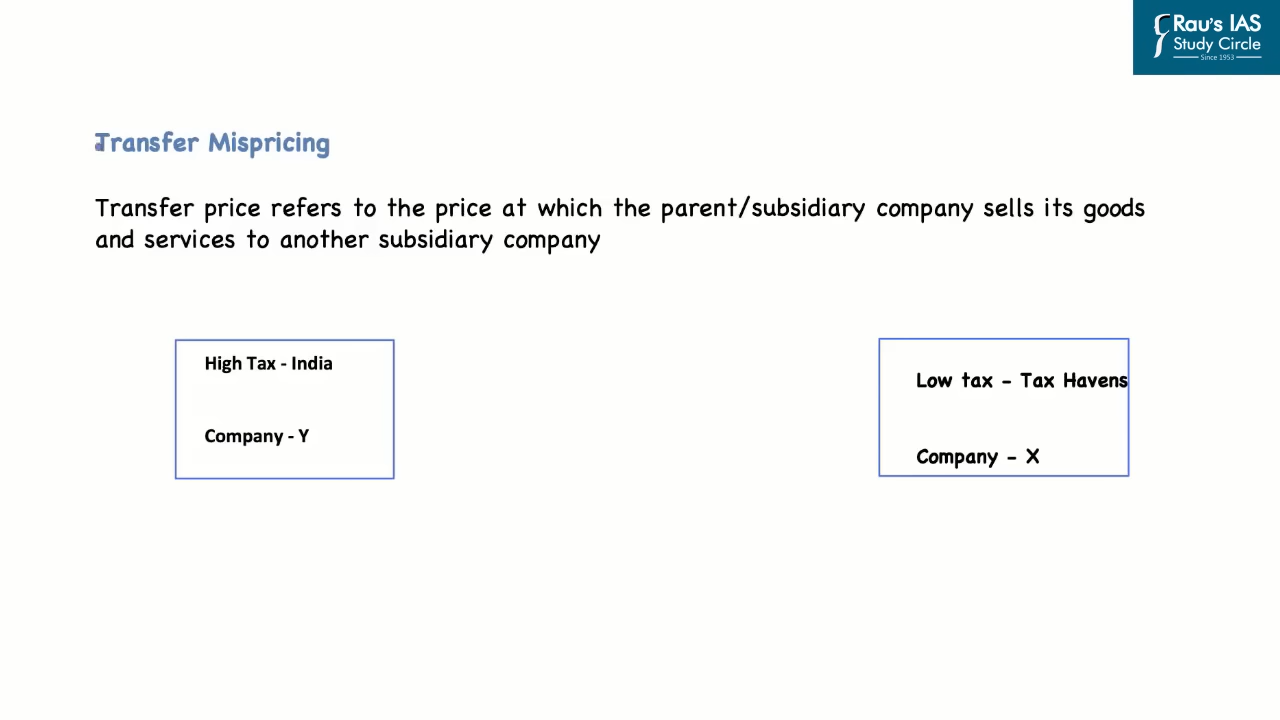 Rau's IAS
Study Circle
Since 1953
Transfer Mispricing
Transfer price refers to the price at which the parent/subsidiary company sells its goods
and services to another subsidiary company
High Tax - India
Company - Y
Low tax - Tax Havens
Company - X